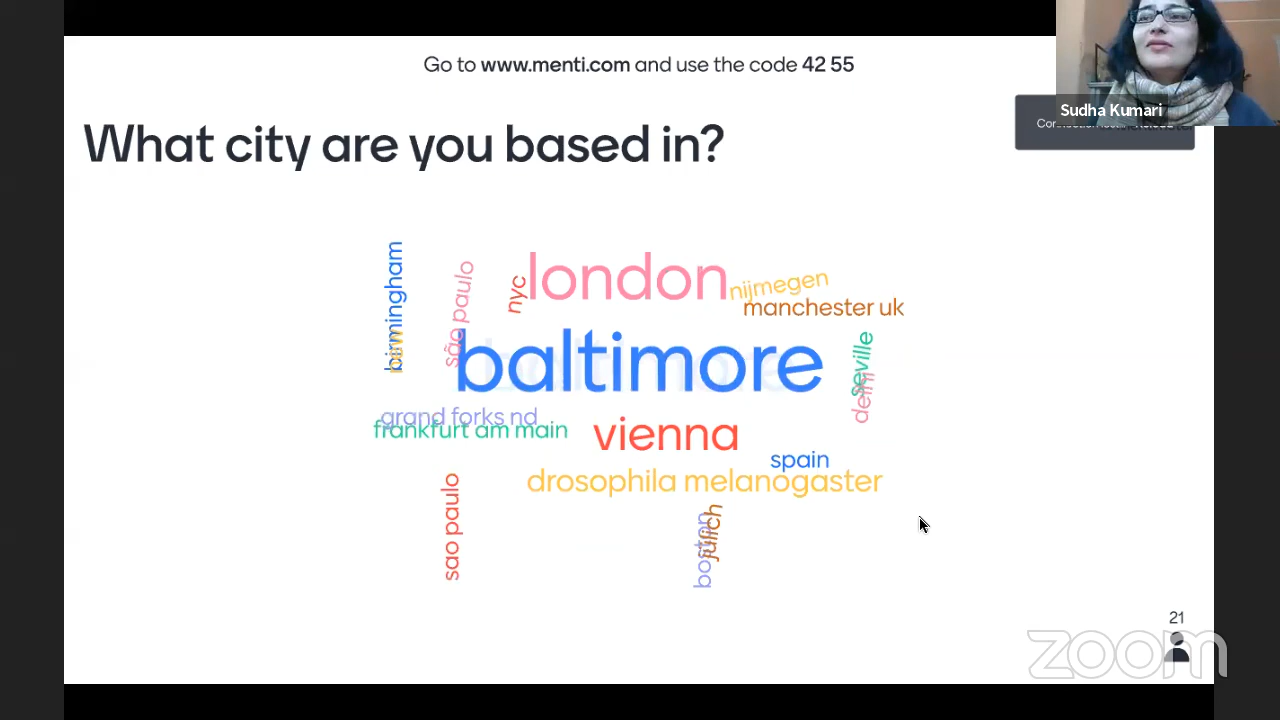 Go to www.menti.com and use the code 42 55
Sudha Kumari
What city are you based in?
birmingham
são paulo
nyc
london
nijmegen
manchester uk
baltimore
seville
delhi
grand forks nd
frankfurt am main
vienna
spain
drosophila melanogaster
sao paulo
boston
jülich
21
zoom